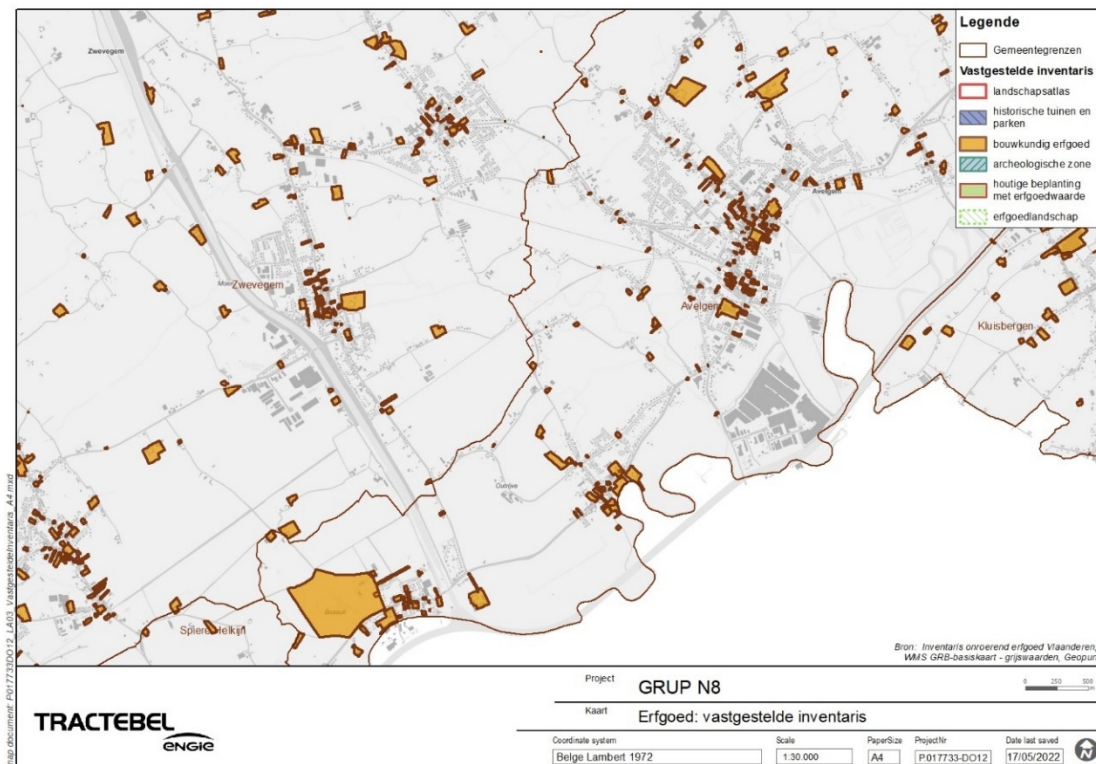 Legende
Gemeentegrenzen
Vastgestelde inventaris
landschapsatlas
historische tuinen en
parken
bouwkundig erfgoed
archeologische zone
houtige beplanting
met erfgoedwaarde
erfgoedlandschap
Zwevegem
Avelgem
Zwevegem
Avelgem
Kluisbergen
Outrijve
Bossuit
Spiere-Helkijn
Bron: Inventaris onroerend erfgoed Vlaanderen,
WMS GRB-basiskaart - grijswaarden, Geopunt
map document: P017733DO12_LA03_VastgesteldeInventaris_A4.mxd
TRACTEBEL
ENGIE
Project GRUP N8
0 250 500
Kaart Erfgoed: vastgestelde inventaris
Coordinate system Scale PaperSize ProjectNr Date last saved
Belge Lambert 1972 1:30.000 A4 P.017733-DO12 17/05/2022
N